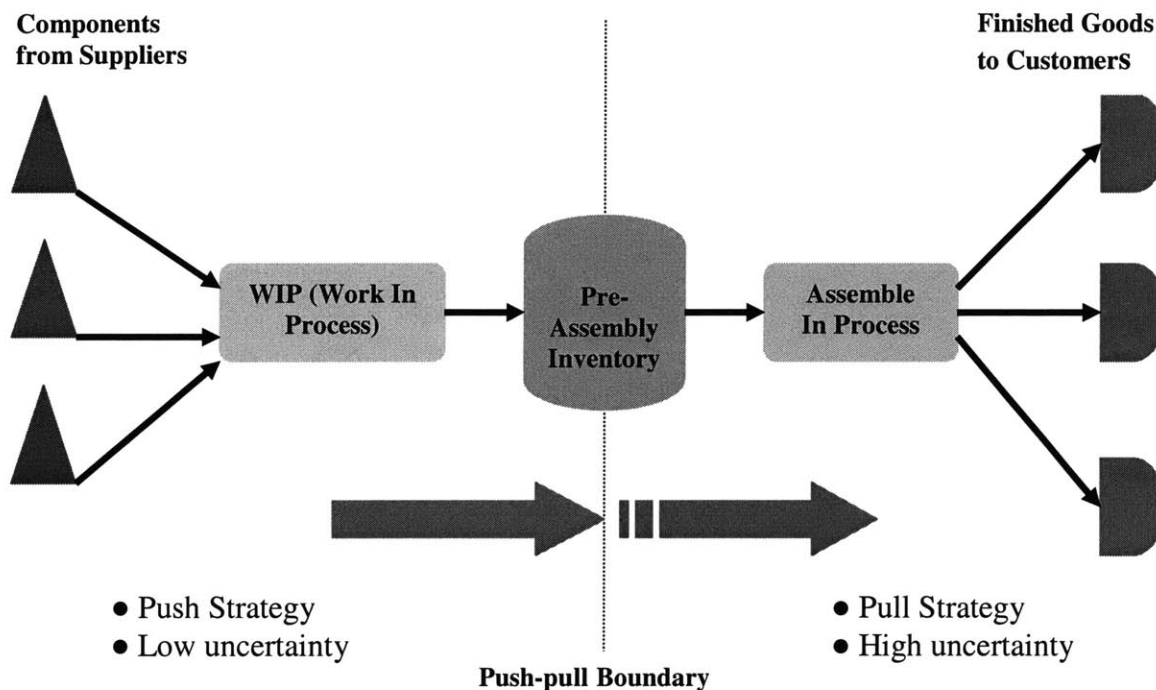 Components
from Suppliers
Finished Goods
to Customers
WIP (Work In
Process)
Pre-
Assembly
Inventory
Assemble
In Process
● Push Strategy
● Low uncertainty
● Pull Strategy
● High uncertainty
Push-pull Boundary